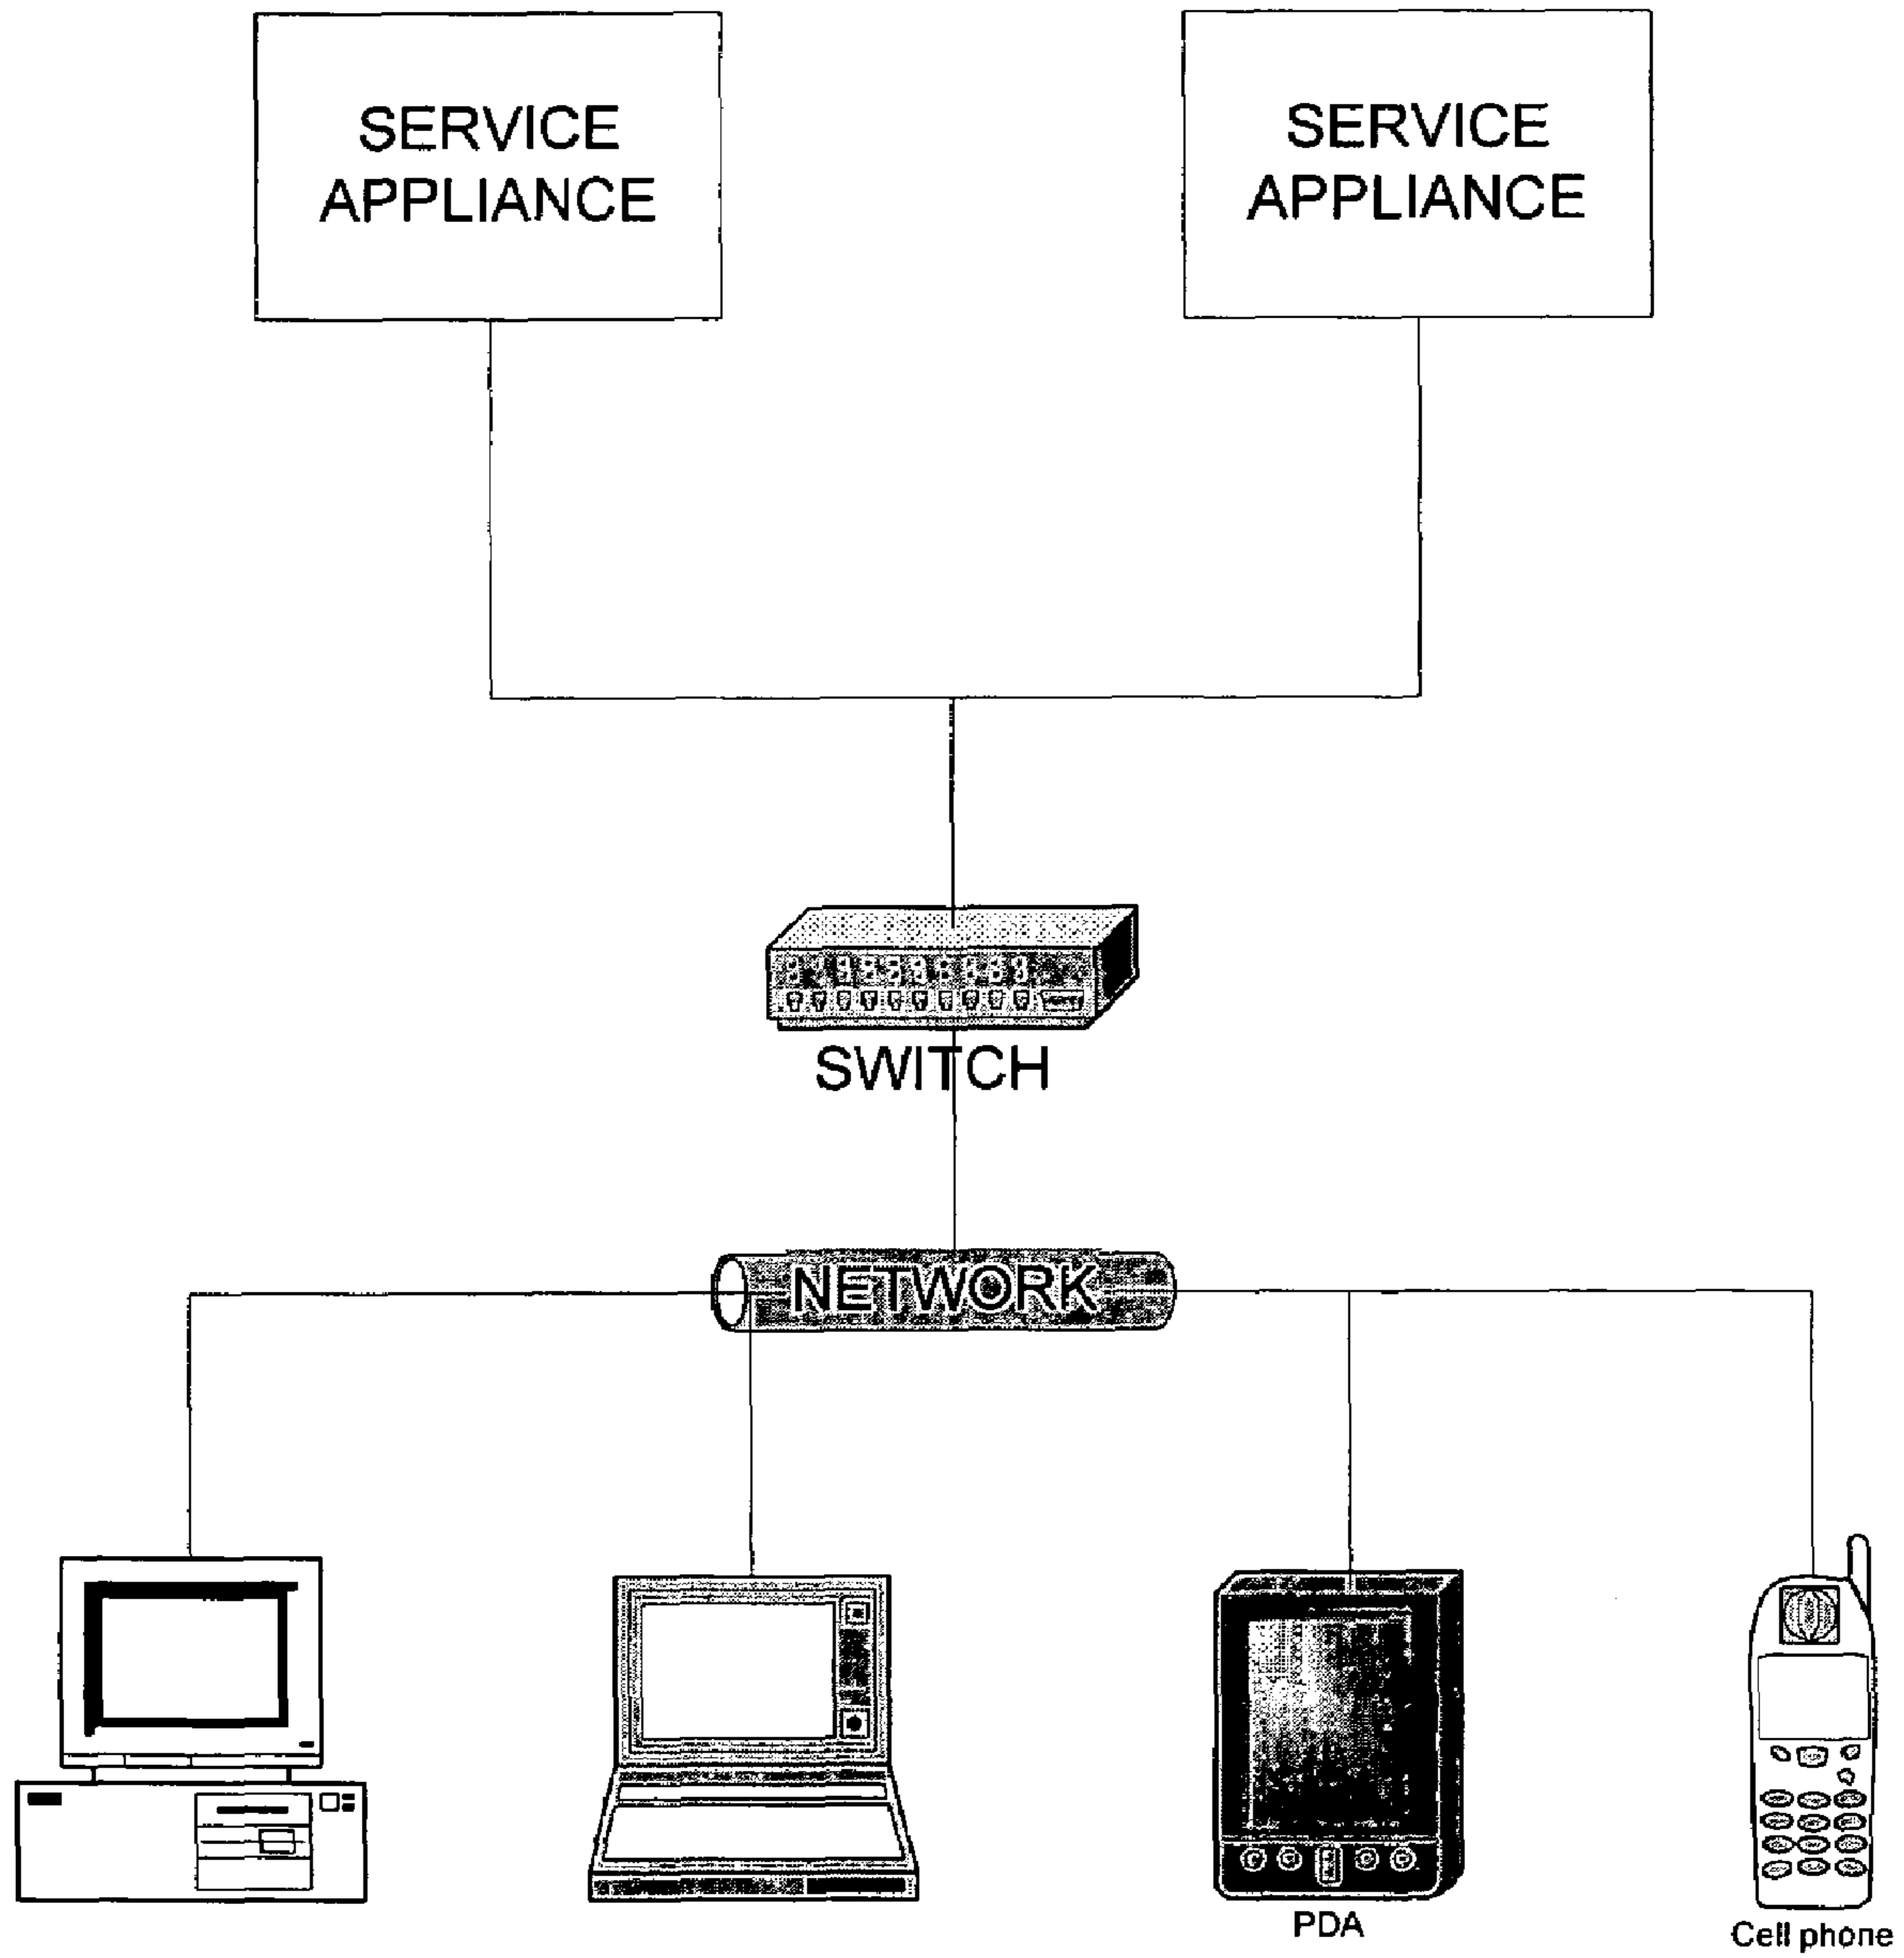 SERVICE
APPLIANCE
SERVICE
APPLIANCE
SWITCH
NETWORK
PDA
Cell phone